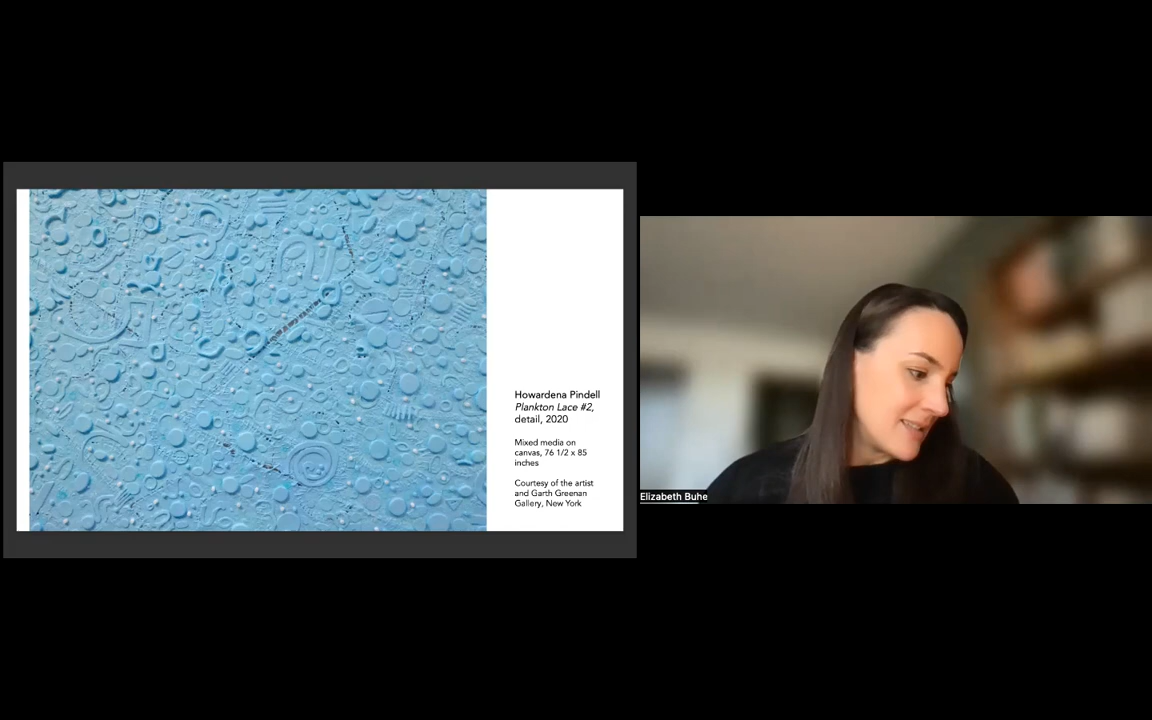 Howardena Pindell
Plankton Lace #2,
detail, 2020
Mixed media on
canvas, 76 1/2 x 85
inches
Courtesy of the artist
and Garth Greenan
Gallery, New York
Elizabeth Buhe